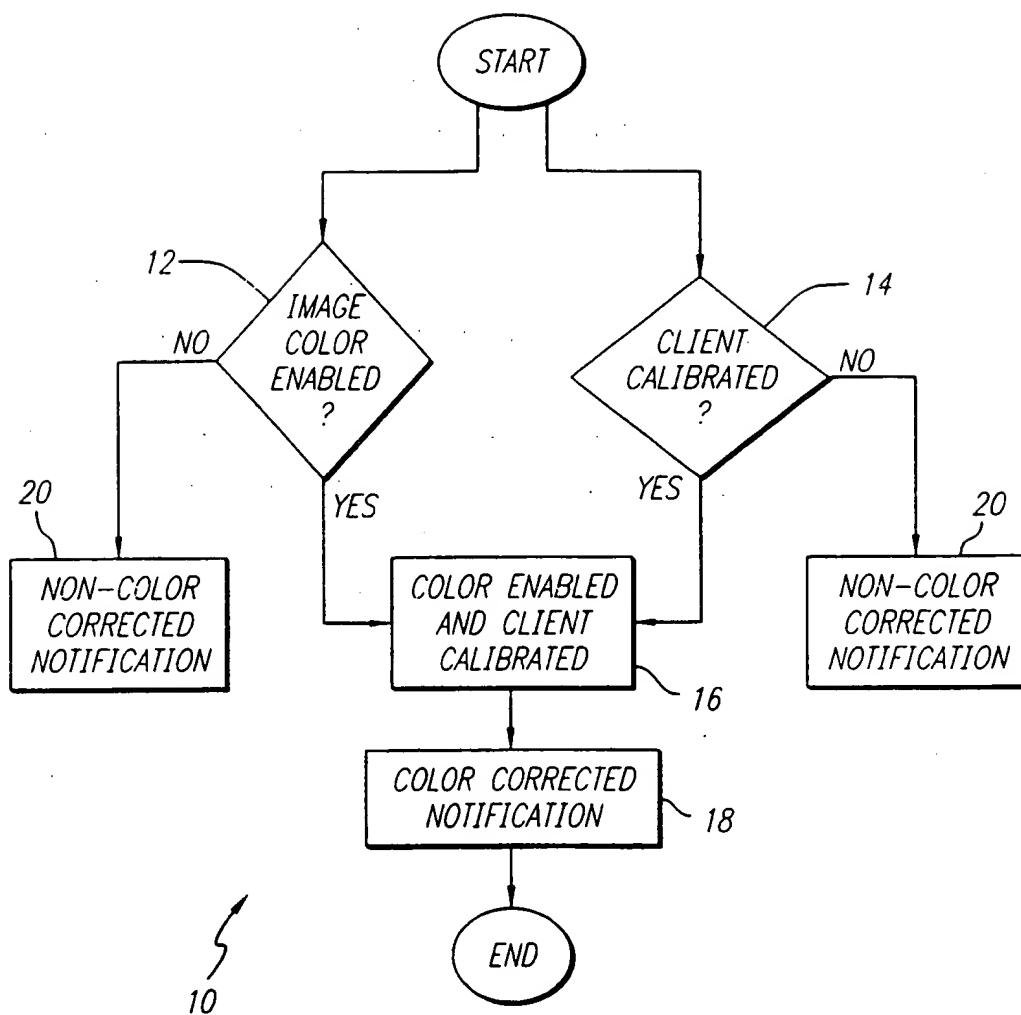 START
12
IMAGE
COLOR
ENABLED
?
NO
YES
14
CLIENT
CALIBRATED
?
NO
YES
20
NON-COLOR
CORRECTED
NOTIFICATION
COLOR ENABLED
AND CLIENT
CALIBRATED
16
20
NON-COLOR
CORRECTED
NOTIFICATION
COLOR CORRECTED
NOTIFICATION
18
END
10